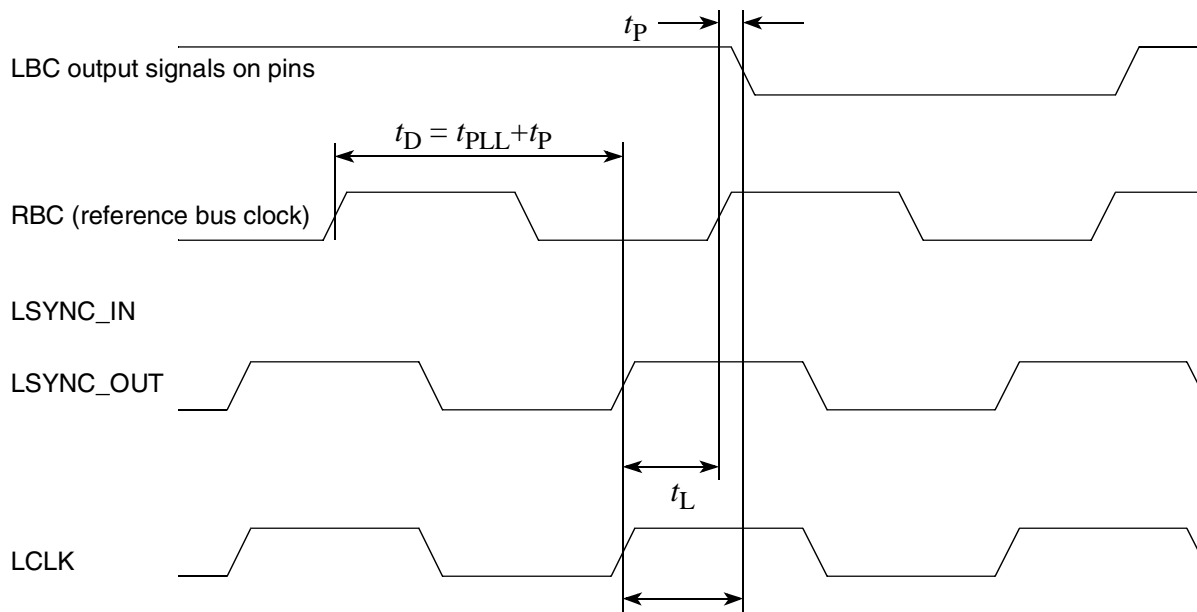 tP
LBC output signals on pins
tD = tPLL+tP
RBC (reference bus clock)
LSYNC_IN
LSYNC_OUT
tL
LCLK